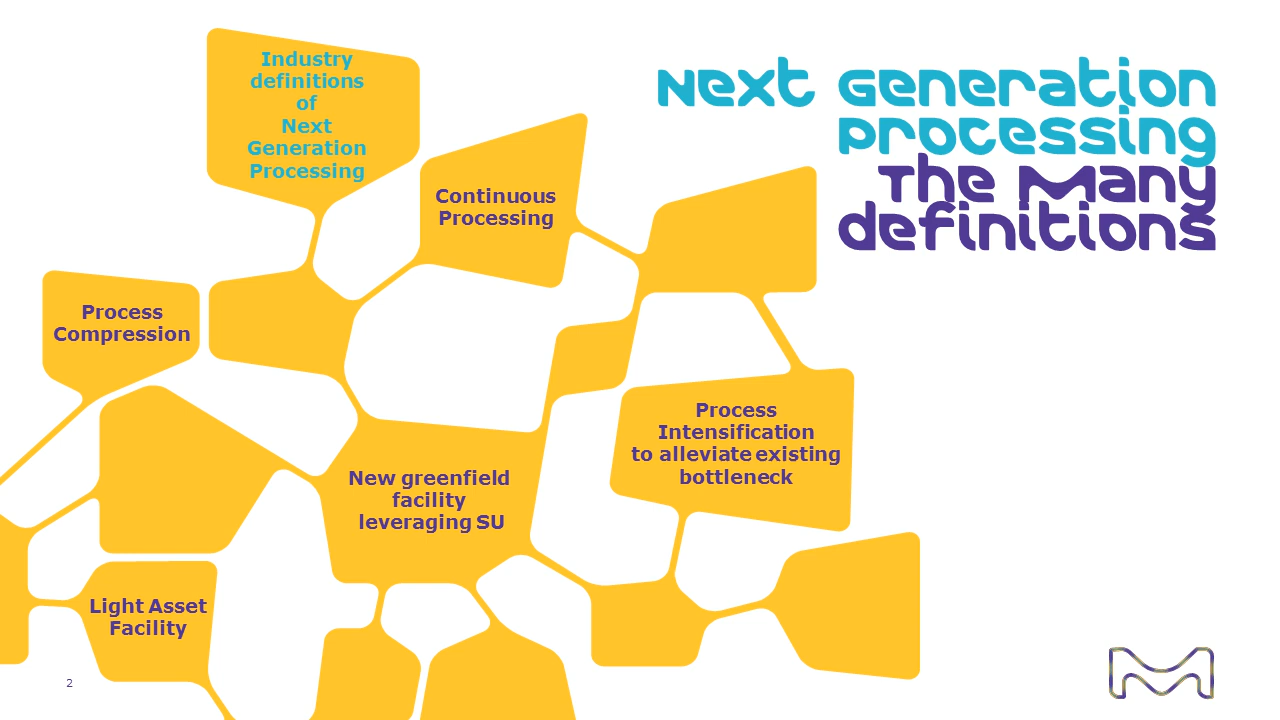 Next Generation
Processing
The Many
definitions
Industry
definitions
of
Next
Generation
Processing
Continuous
Processing
Process
Compression
Process
Intensification
to alleviate existing
bottleneck
New greenfield
facility
leveraging SU
Light Asset
Facility
2
M